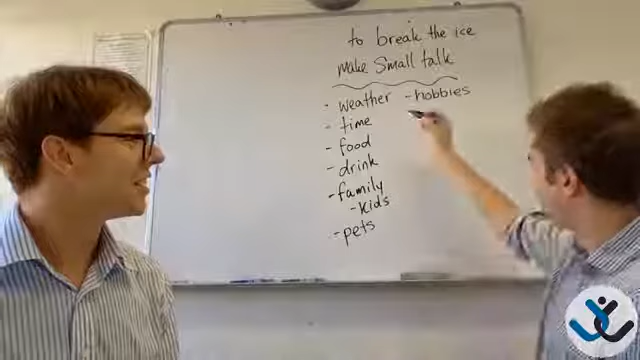 to break the ice
make Small talk
- weather
- time
- food
- drink
- family
- kids
- pets
- hobbies